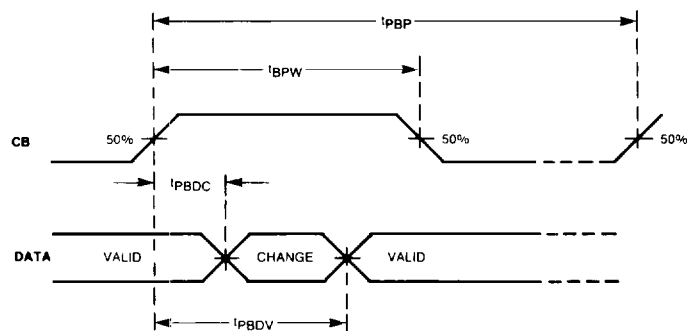 tPBP
tBPW
CB 50% 50% 50%
tPBDC
DATA VALID CHANGE VALID
tPBDV